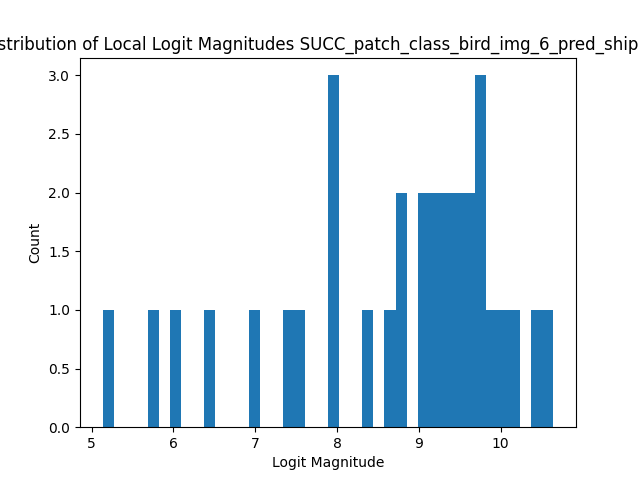 stribution of Local Logit Magnitudes SUCC_patch_class_bird_img_6_pred_ship
3.0
2.5
2.0
1.5
1.0
0.5
0.0
Count
5 6 7 8 9 10
Logit Magnitude